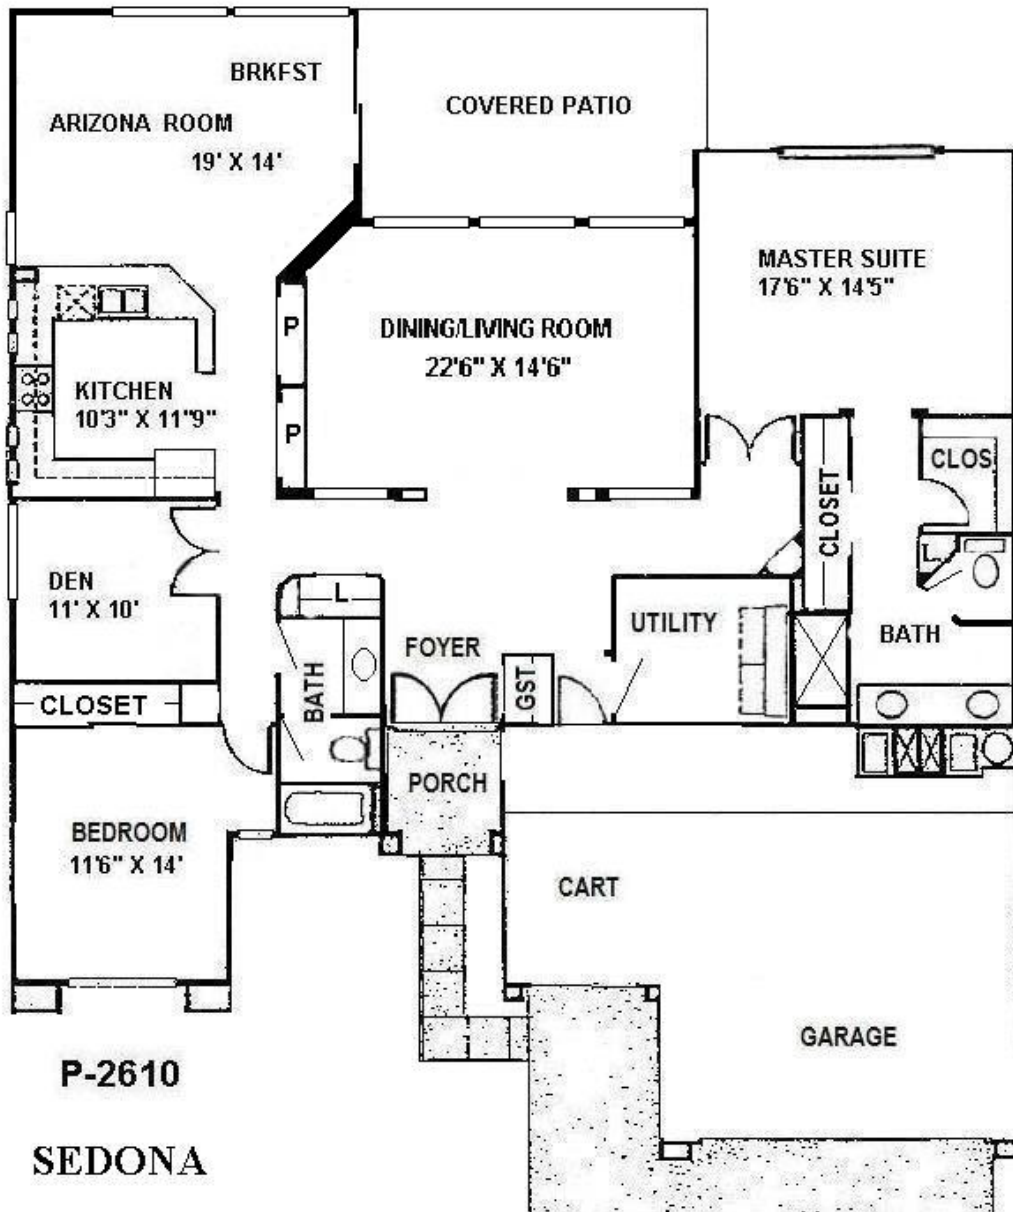 BRKFST
COVERED PATIO
ARIZONA ROOM
19' X 14'
MASTER SUITE
17'6" X 14'5"
P
DINING/LIVING ROOM
22'6" X 14'6"
KITCHEN
10'3" X 11"9"
P
CLOS
CLOSET
L
DEN
11' X 10'
L
UTILITY
BATH
FOYER
GST
BATH
CLOSET
PORCH
BEDROOM
11'6" X 14'
CART
GARAGE
P-2610
SEDONA